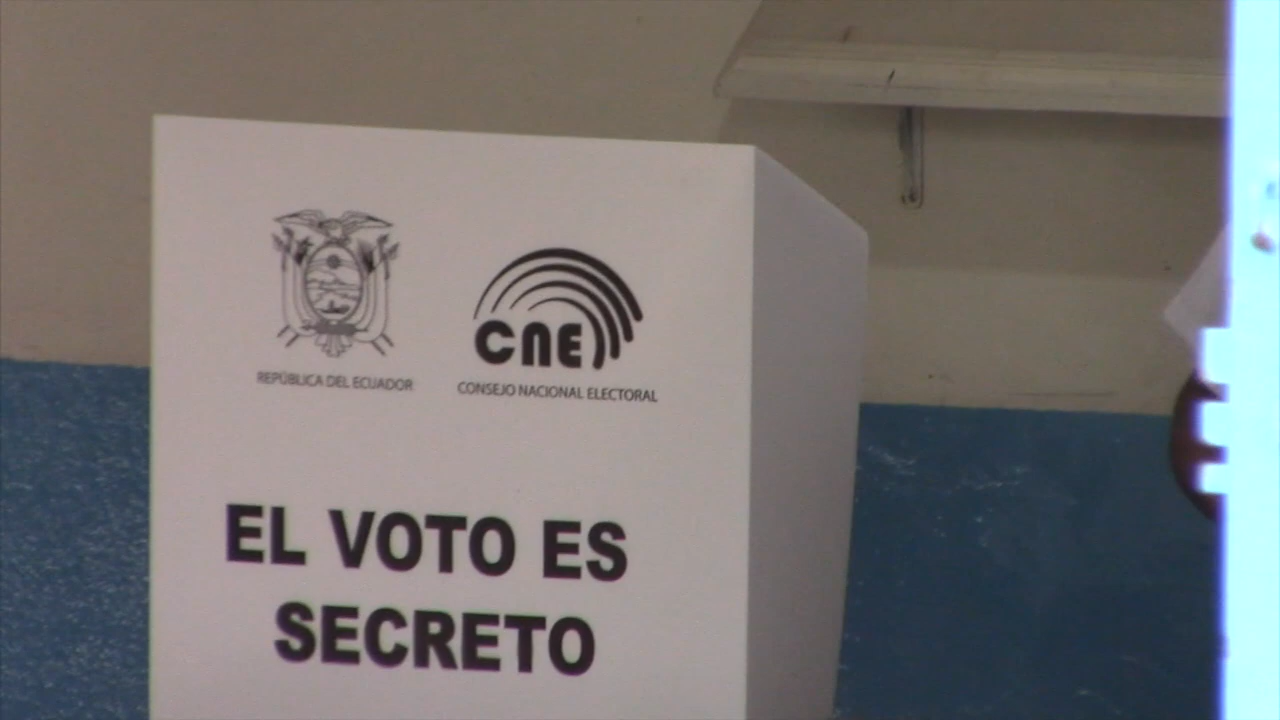 CNE
REPÚBLICA DEL ECUADOR
CONSEJO NACIONAL ELECTORAL
EL VOTO ES
SECRETO